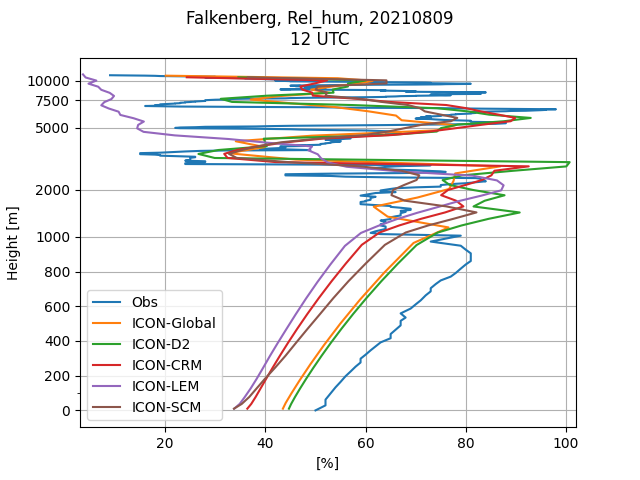 Falkenberg, Rel_hum, 20210809
12 UTC
10000
7500
5000
2000
1000
800
600
400
200
0
Height [m]
Obs
ICON-Global
ICON-D2
ICON-CRM
ICON-LEM
ICON-SCM
20
40
60
80
100
[%]